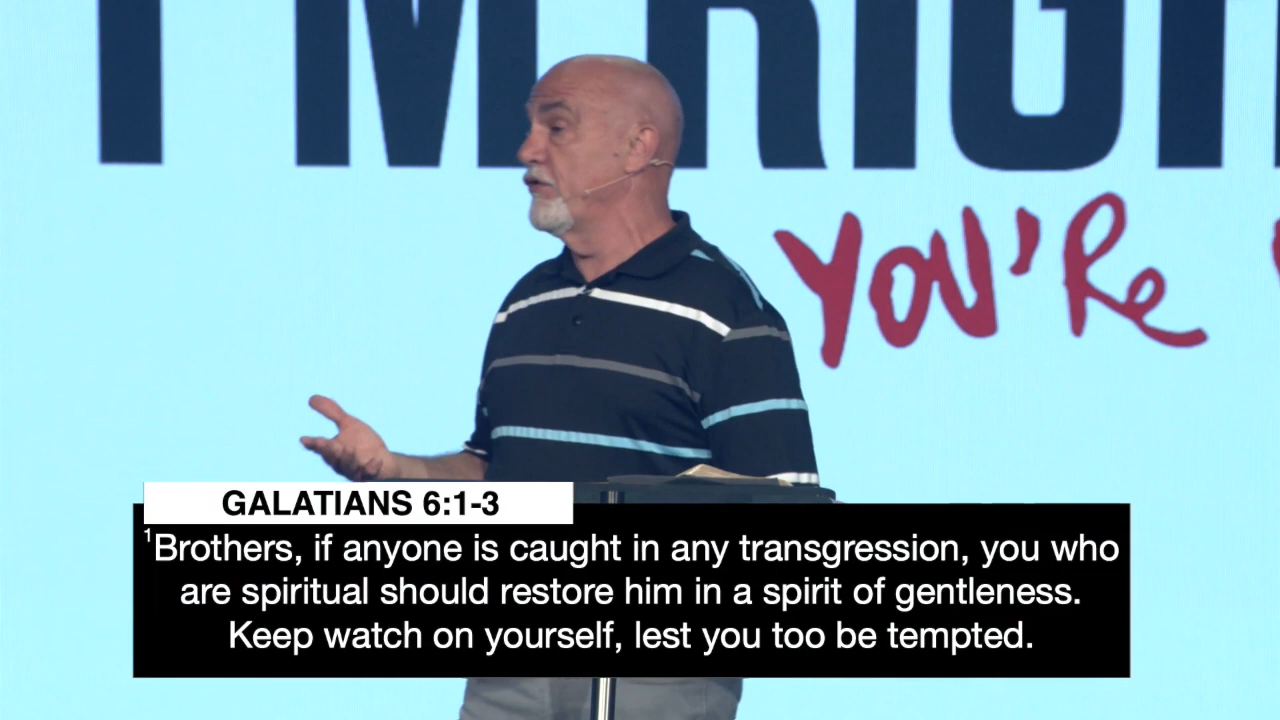 I'M RIGH
YOU'Re
GALATIANS 6:1-3
¹Brothers, if anyone is caught in any transgression, you who
are spiritual should restore him in a spirit of gentleness.
Keep watch on yourself, lest you too be tempted.